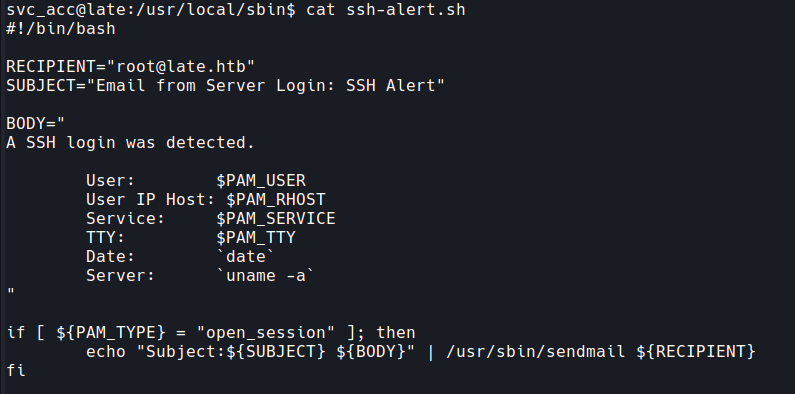 svc_acc@late:/usr/local/sbin$ cat ssh-alert.sh
#!/bin/bash

RECIPIENT="root@late.htb"
SUBJECT="Email from Server Login: SSH Alert"

BODY="
A SSH login was detected.

        User:        $PAM_USER
        User IP Host: $PAM_RHOST
        Service:     $PAM_SERVICE
        TTY:         $PAM_TTY
        Date:        `date`
        Server:      `uname -a`
"

if [ ${PAM_TYPE} = "open_session" ]; then
        echo "Subject:${SUBJECT} ${BODY}" | /usr/sbin/sendmail ${RECIPIENT}
fi